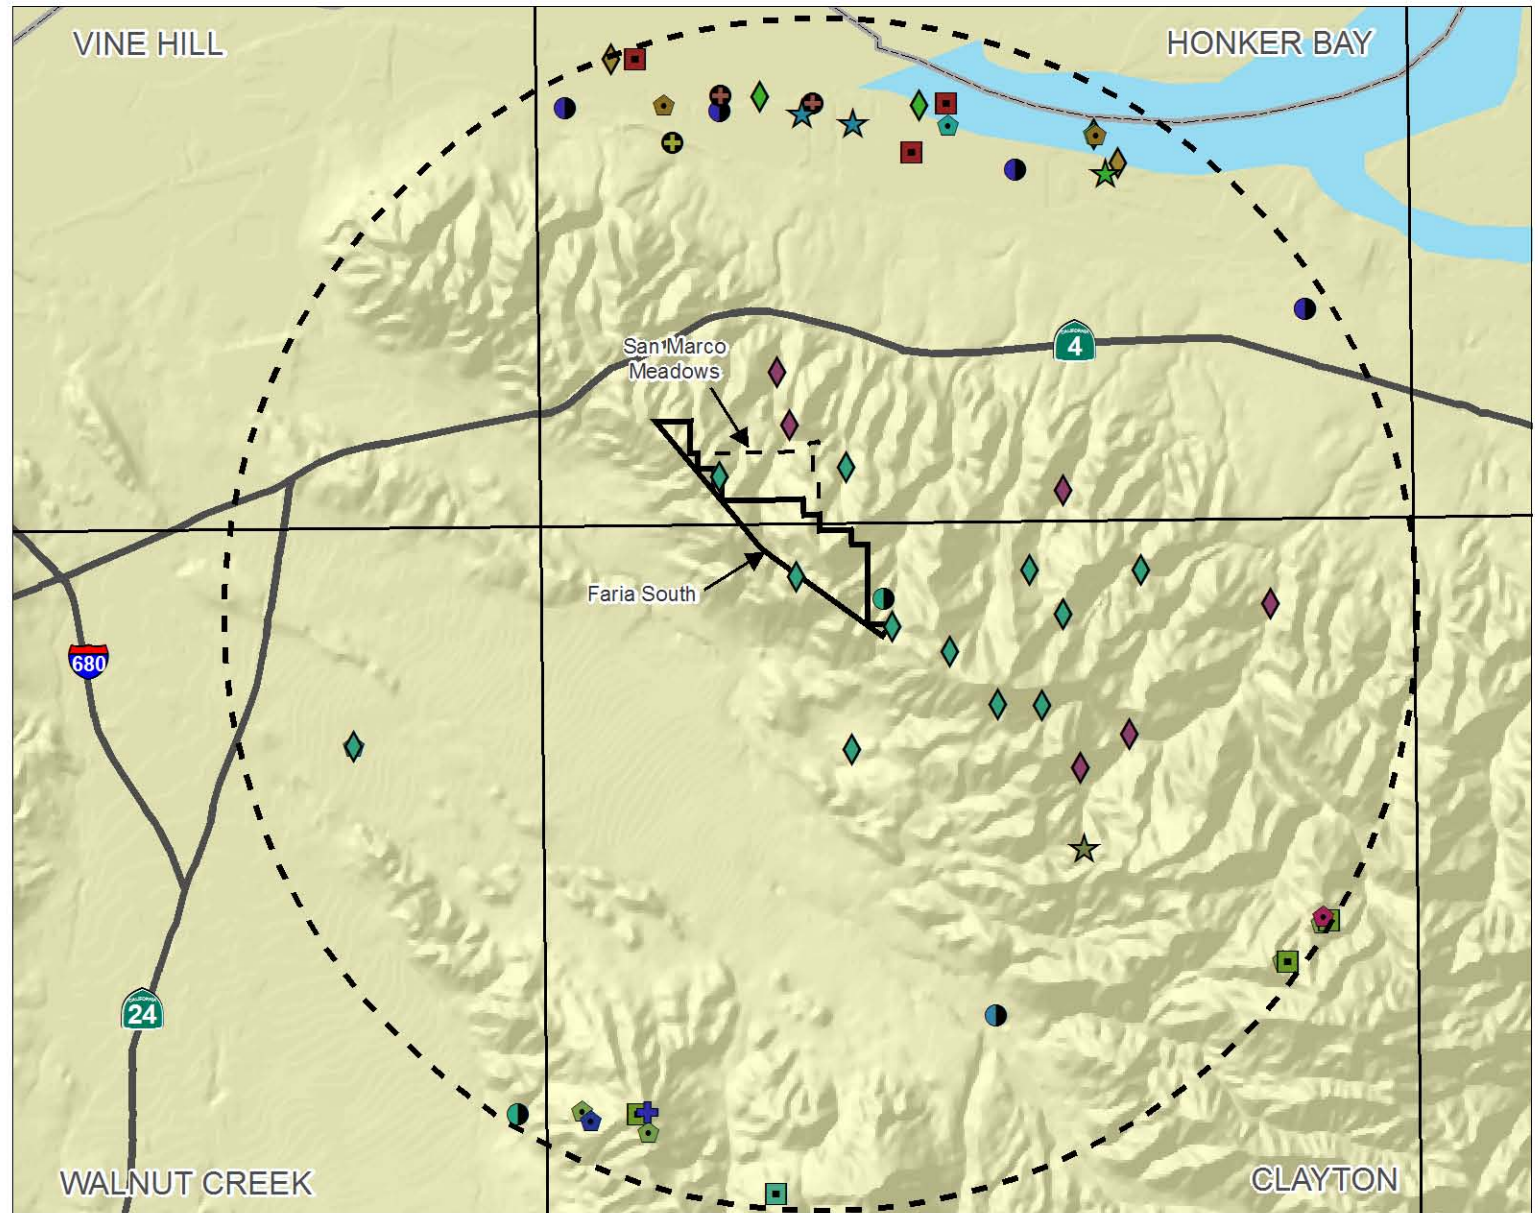 VINE HILL
HONKER BAY
San Marco
Meadows
4
Faria South
680
24
WALNUT CREEK
CLAYTON